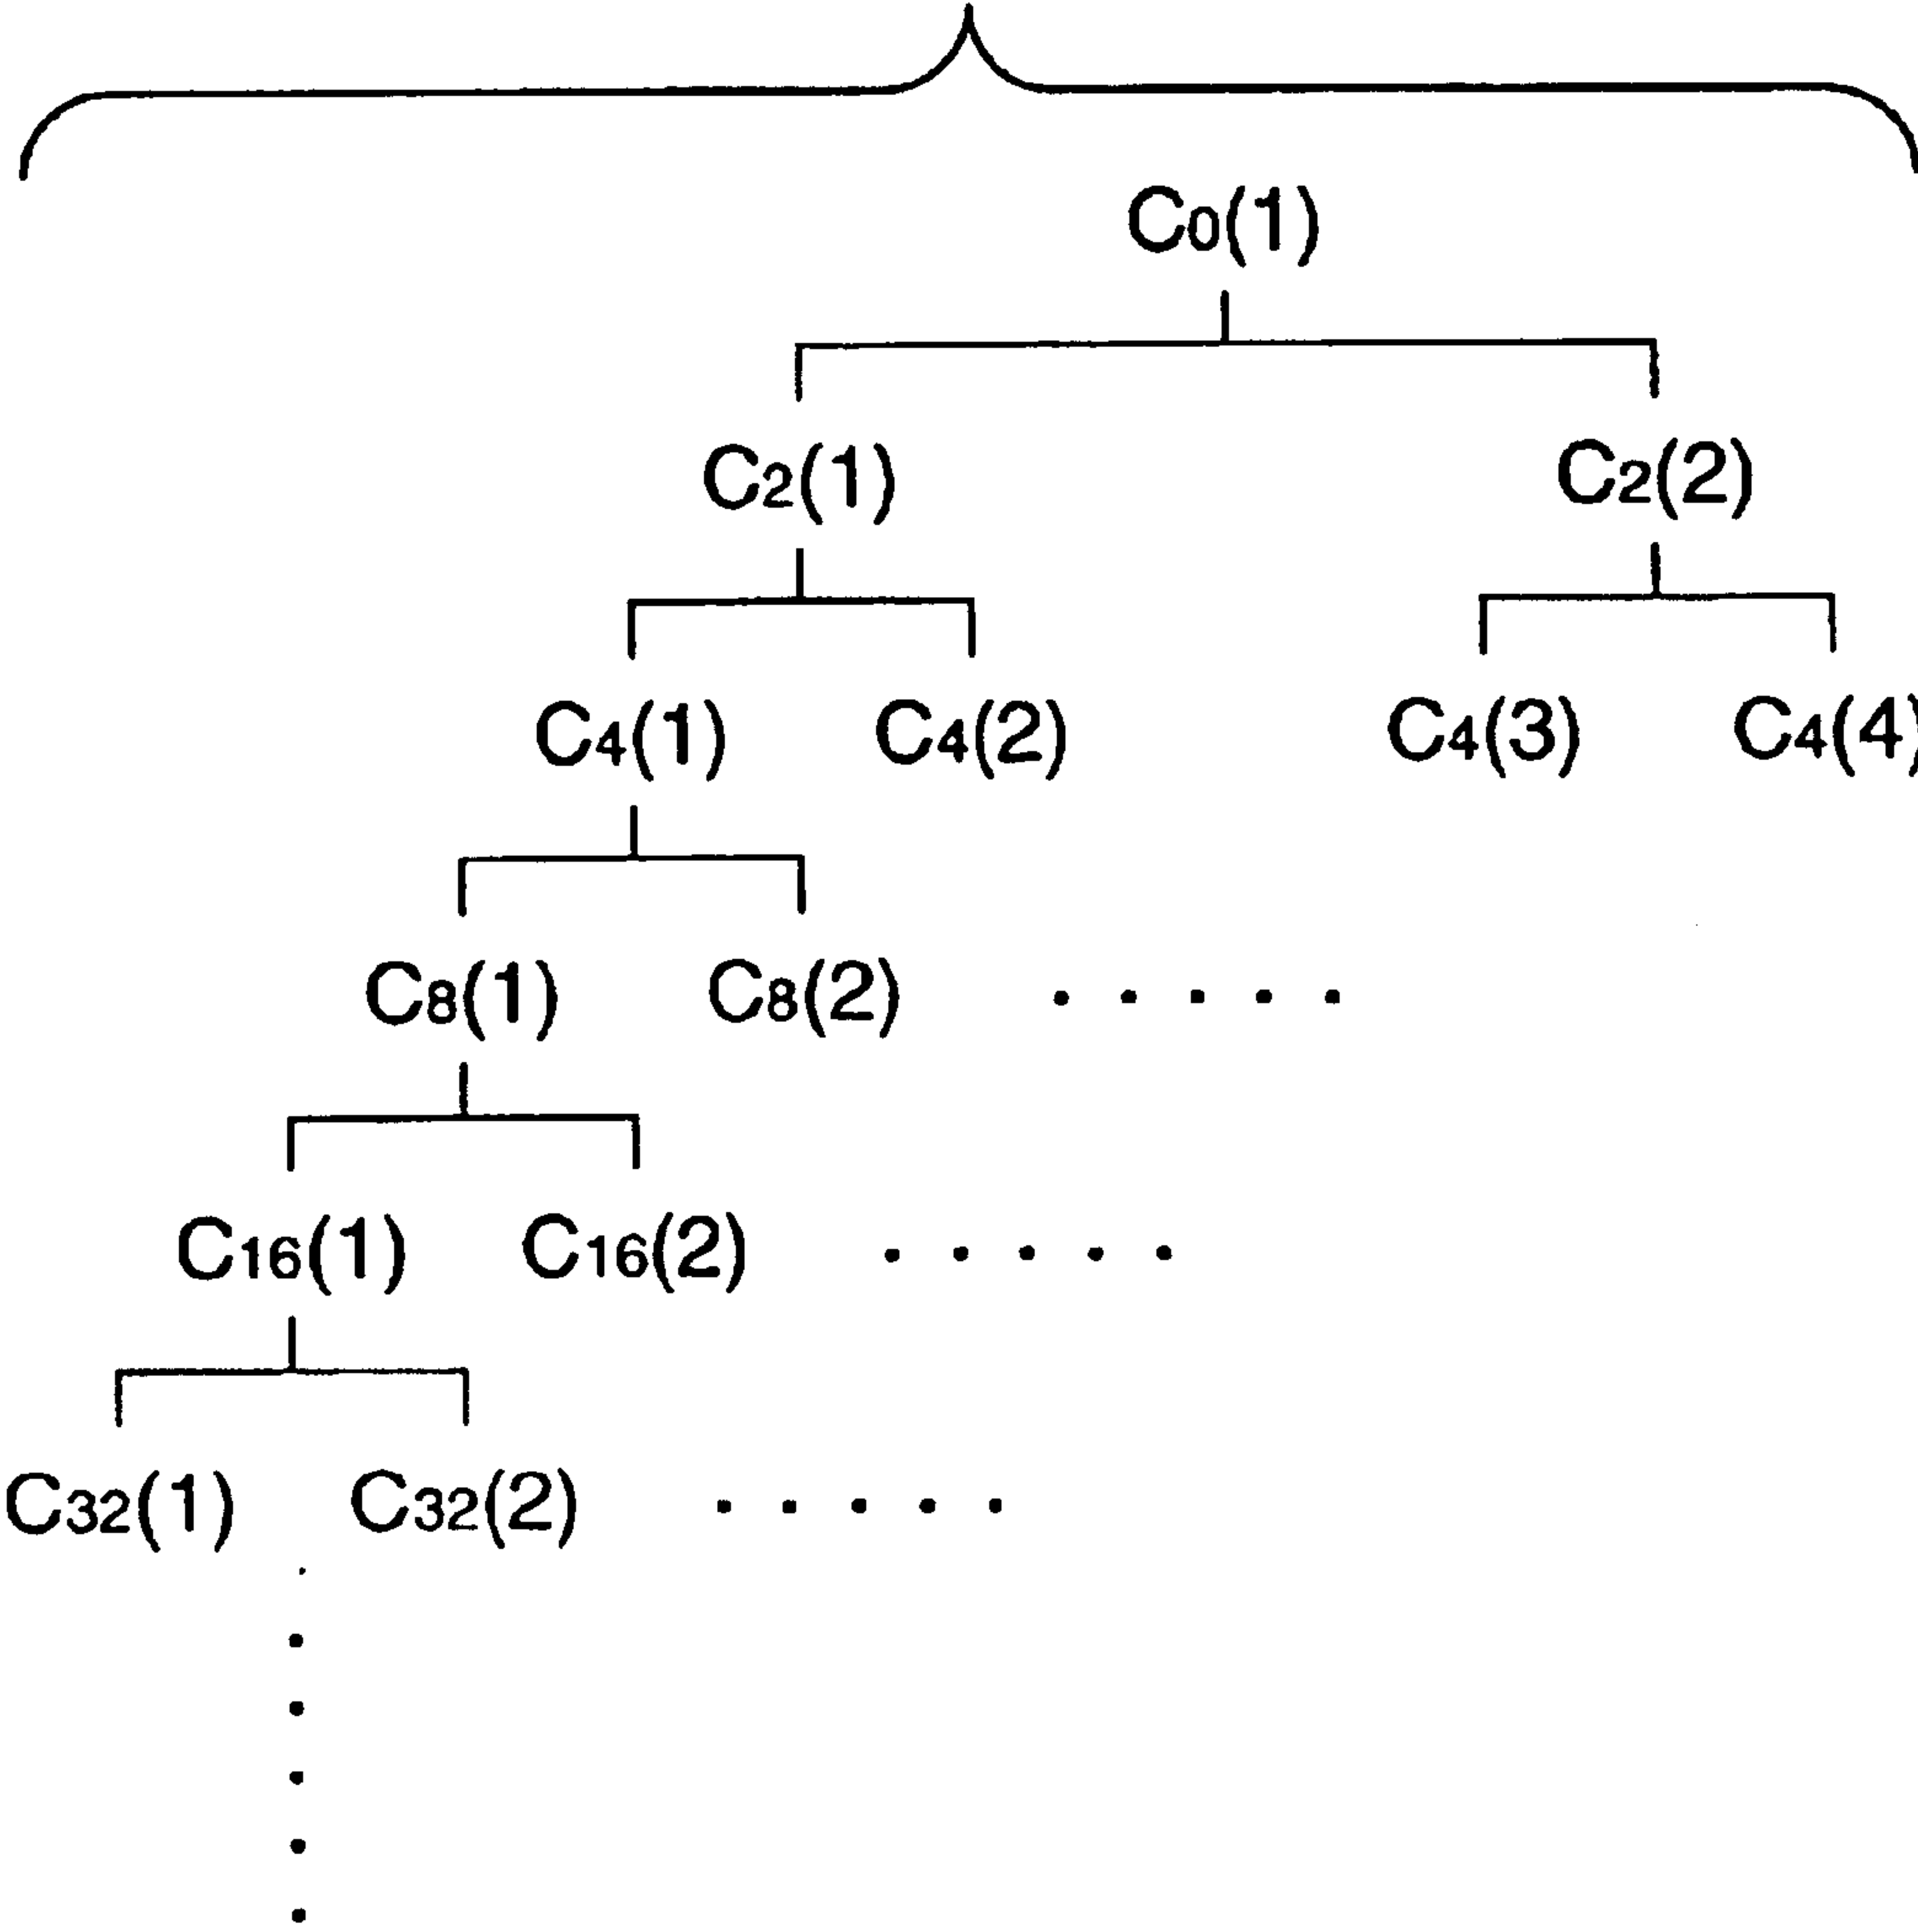 C0(1)
C2(1) C2(2)
C4(1) C4(2) C4(3) C4(4)
C8(1) C8(2) . . . . .
C16(1) C16(2) . . . . .
C32(1) C32(2) . . . . .